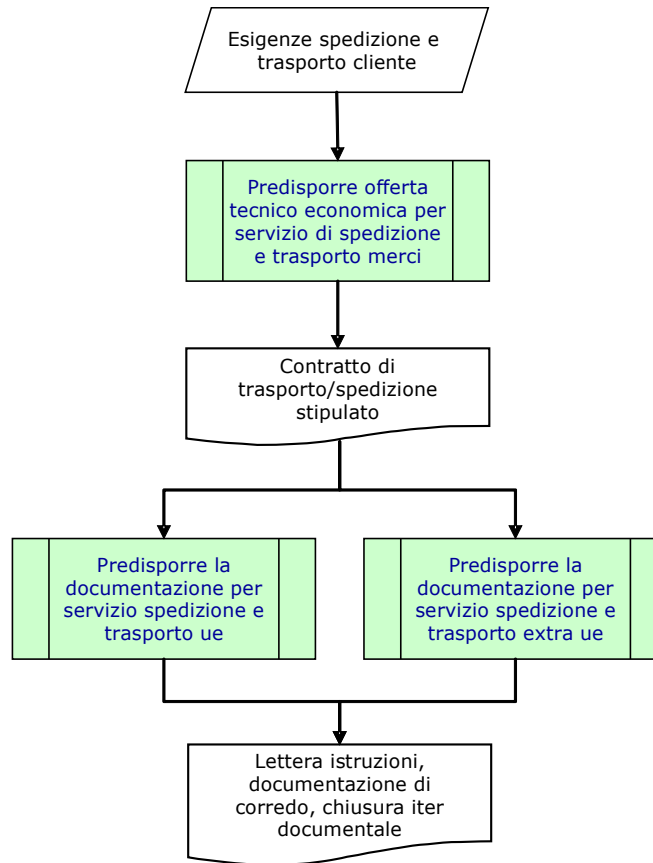 Esigenze spedizione e
trasporto cliente
Predisporre offerta
tecnico economica per
servizio di spedizione
e trasporto merci
Contratto di
trasporto/spedizione
stipulato
Predisporre la
documentazione per
servizio spedizione e
trasporto ue
Predisporre la
documentazione per
servizio spedizione e
trasporto extra ue
Lettera istruzioni,
documentazione di
corredo, chiusura iter
documentale